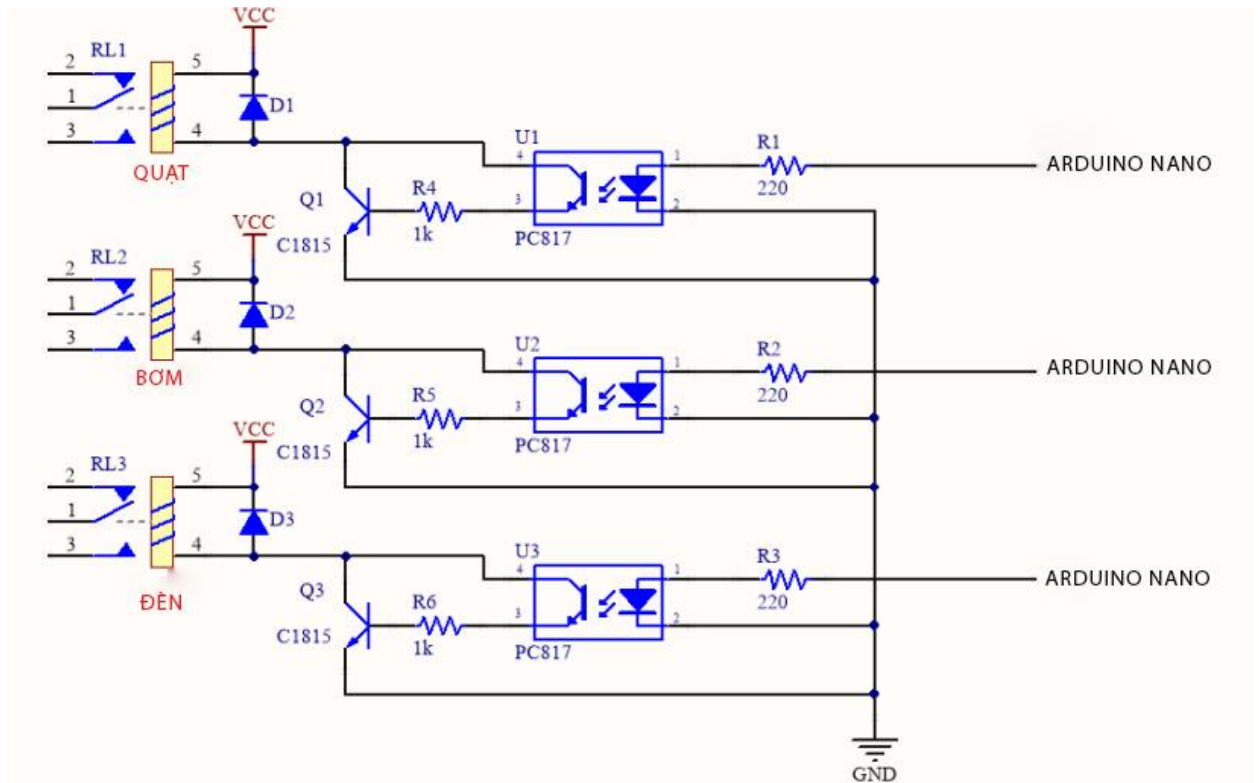 VCC
RL1
2
5
1
D1
3
4
QUẠT
U1
4
1
R1
220
ARDUINO NANO
Q1
R4
3
2
C1815
1k
PC817
VCC
RL2
2
5
1
D2
3
4
BƠM
U2
4
1
R2
220
ARDUINO NANO
Q2
R5
3
2
C1815
1k
PC817
VCC
RL3
2
5
1
D3
3
4
ĐÈN
U3
4
1
R3
220
ARDUINO NANO
Q3
R6
3
2
C1815
1k
PC817
GND